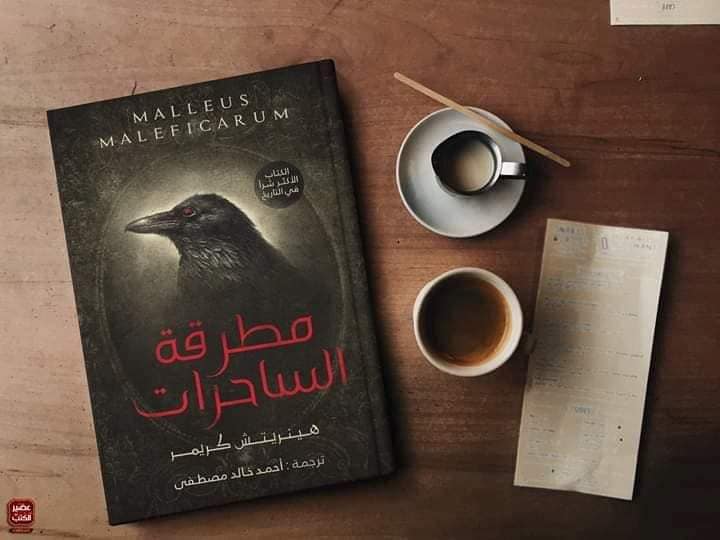 MALLEUS
MALEFICARUM
الكتاب
الأكثر شراً
في التاريخ
مطرقة
الساحرات
هينريتش كريمر
ترجمة : أحمد خالد مصطفى
عصير
الكتب